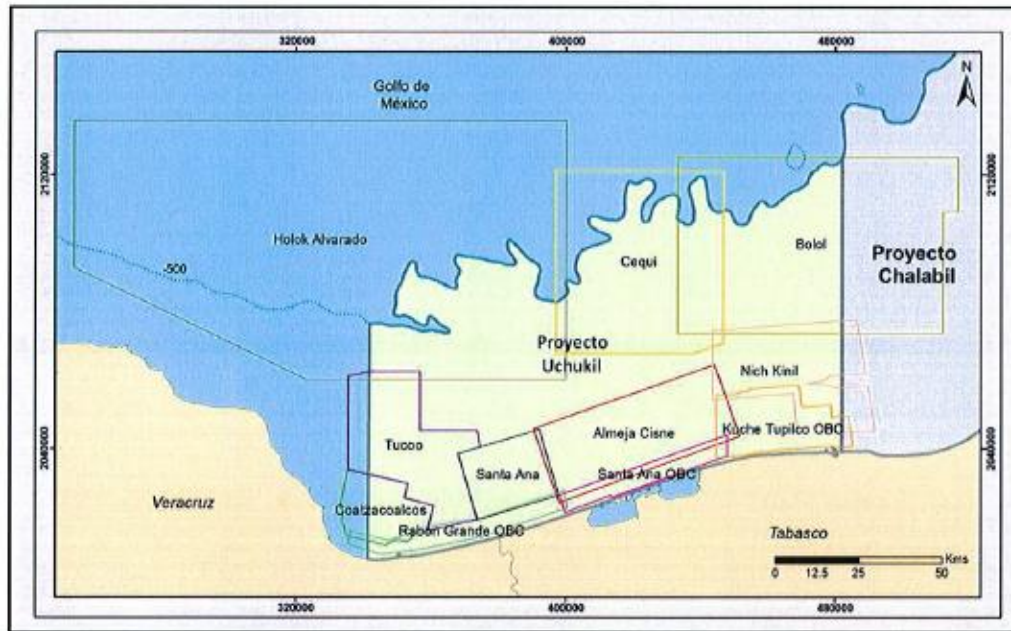 320000 400000 480000
N
Golfo de
México
2120000 2120000
Holok Alvarado
Bolol
Cequi
Proyecto
Chalabil
-500
Proyecto
Uchukil
Nich Kinil
Kuche Tupilco OBC
Almeja Cisne
Tucoo
2040000 2040000
Santa Ana
Santa Ana OBC
Veracruz
Coatzacoalcos
Rabon Grande OBC
Tabasco
Kms
0 12.5 25 50
320000 400000 480000